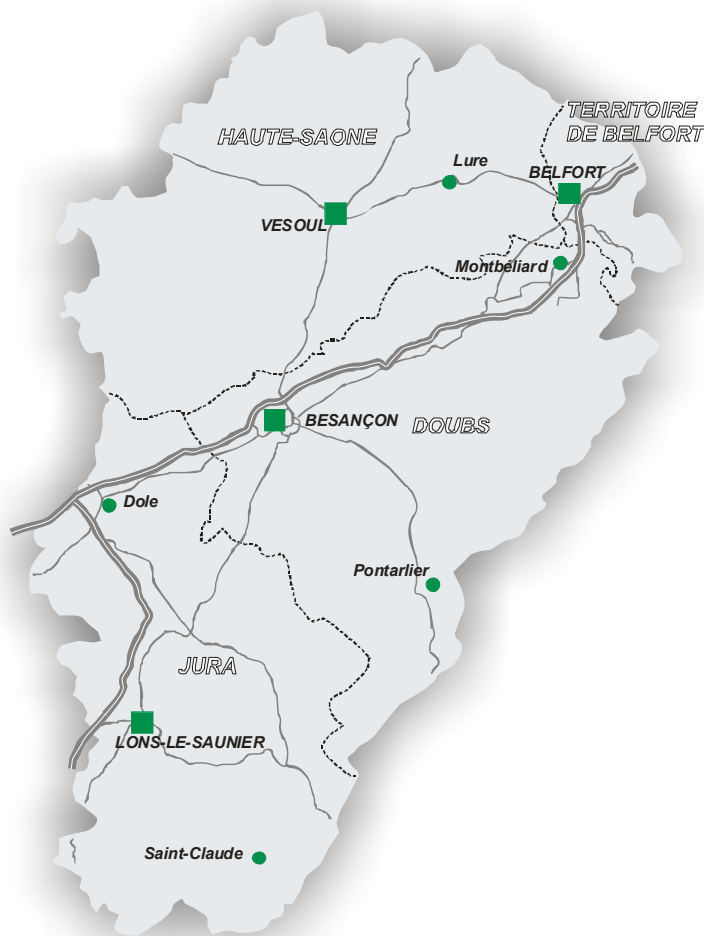 TERRITOIRE
DE BELFORT
HAUTE-SAONE
Lure
BELFORT
VESOUL
Montbéliard
BESANÇON
DOUBS
Dole
Pontarlier
JURA
LONS-LE-SAUNIER
Saint-Claude